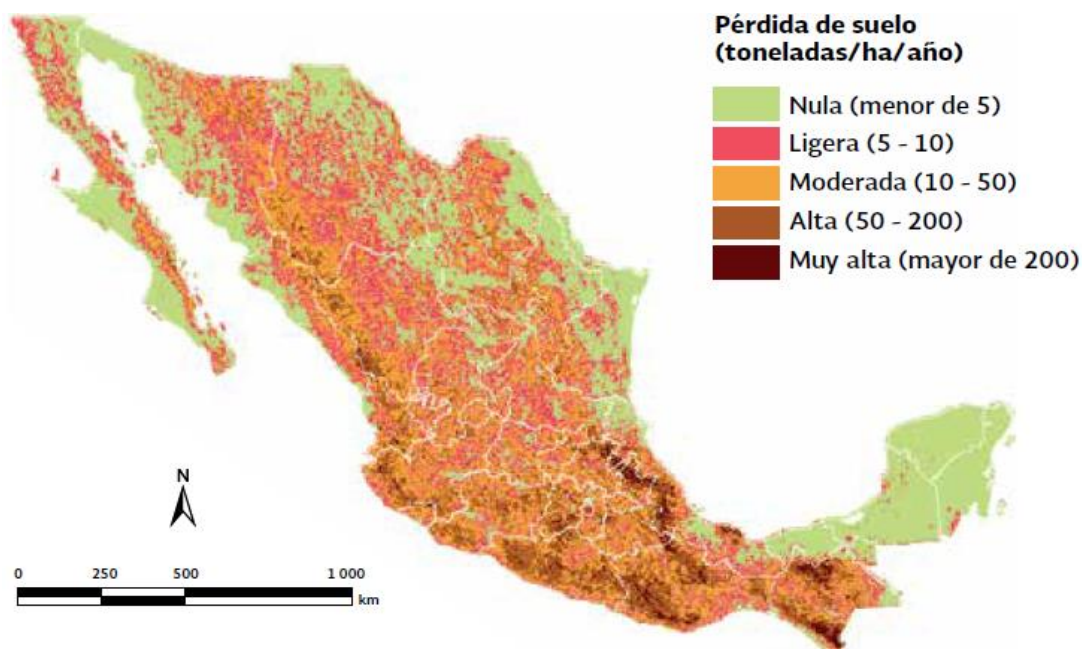 Pérdida de suelo
(toneladas/ha/año)
Nula (menor de 5)
Ligera (5 - 10)
Moderada (10 - 50)
Alta (50 - 200)
Muy alta (mayor de 200)
N
0 250 500 1 000
km